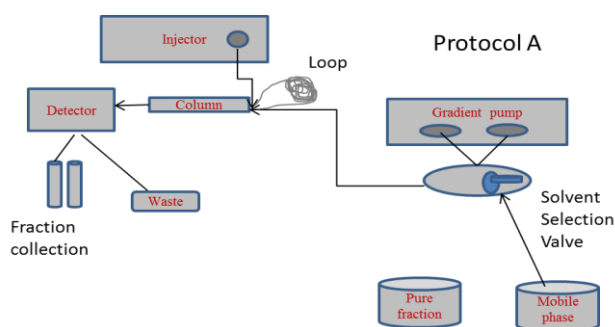 Injector
Loop
Protocol A
Detector
Column
Gradient pump
Fraction
collection
Waste
Solvent
Selection
Valve
Pure
fraction
Mobile
phase